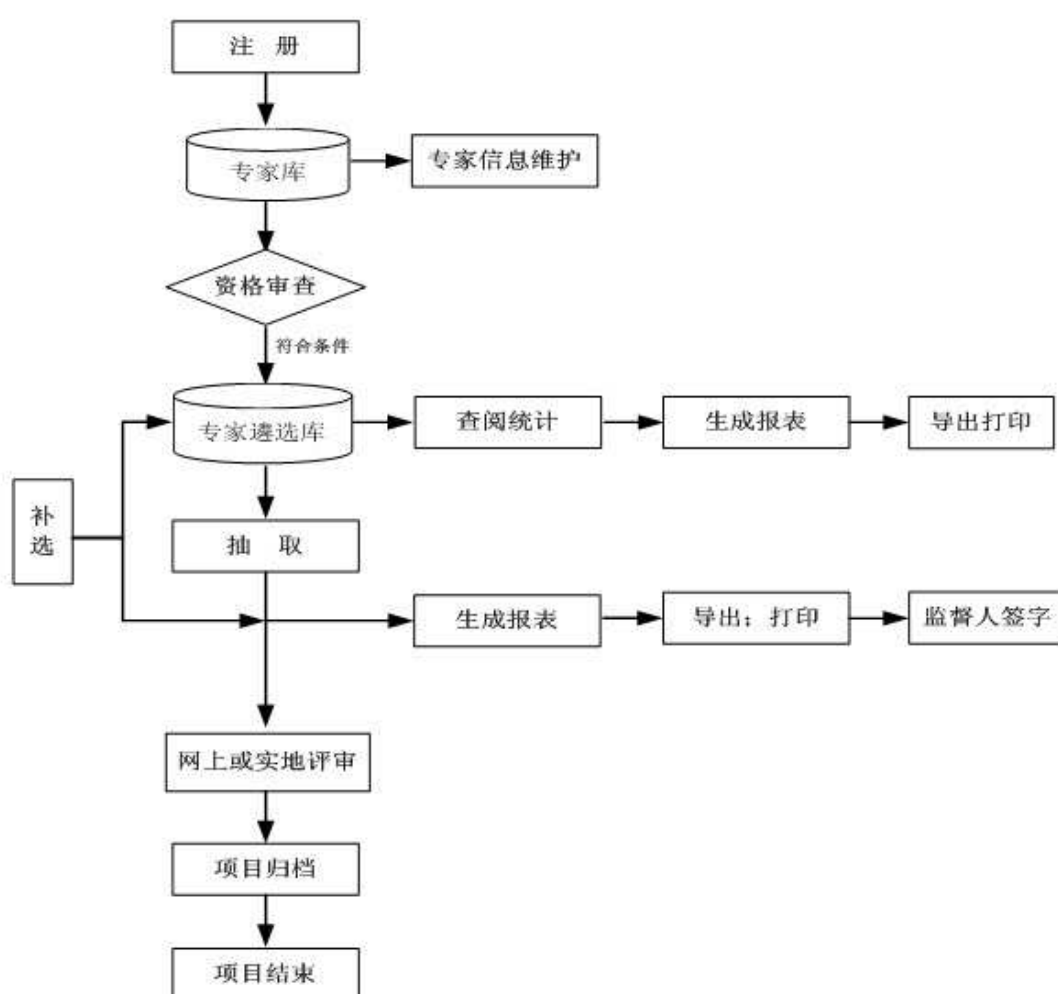 注 册
专家库
专家信息维护
资格审查
符合条件
专家遴选库
查阅统计
生成报表
导出打印
补
选
抽 取
生成报表
导出；打印
监督人签字
网上或实地评审
项目归档
项目结束